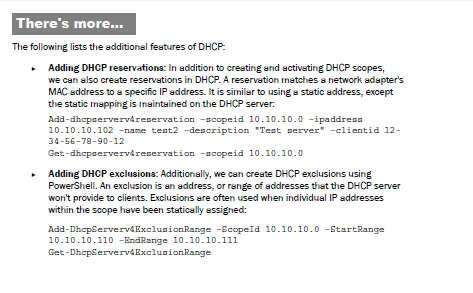 There's more...
The following lists the additional features of DHCP:
▸ Adding DHCP reservations: In addition to creating and activating DHCP scopes,
we can also create reservations in DHCP. A reservation matches a network adapter's
MAC address to a specific IP address. It is similar to using a static address, except
the static mapping is maintained on the DHCP server:
Add-dhcpserverv4reservation –scopeid 10.10.10.0 –ipaddress
10.10.10.102 –name test2 –description "Test server" –clientid 12-
34-56-78-90-12
Get-dhcpserverv4reservation –scopeid 10.10.10.0
▸ Adding DHCP exclusions: Additionally, we can create DHCP exclusions using
PowerShell. An exclusion is an address, or range of addresses that the DHCP server
won't provide to clients. Exclusions are often used when individual IP addresses
within the scope have been statically assigned:
Add-DhcpServerv4ExclusionRange –ScopeId 10.10.10.0 –StartRange
10.10.10.110 –EndRange 10.10.10.111
Get-DhcpServerv4ExclusionRange